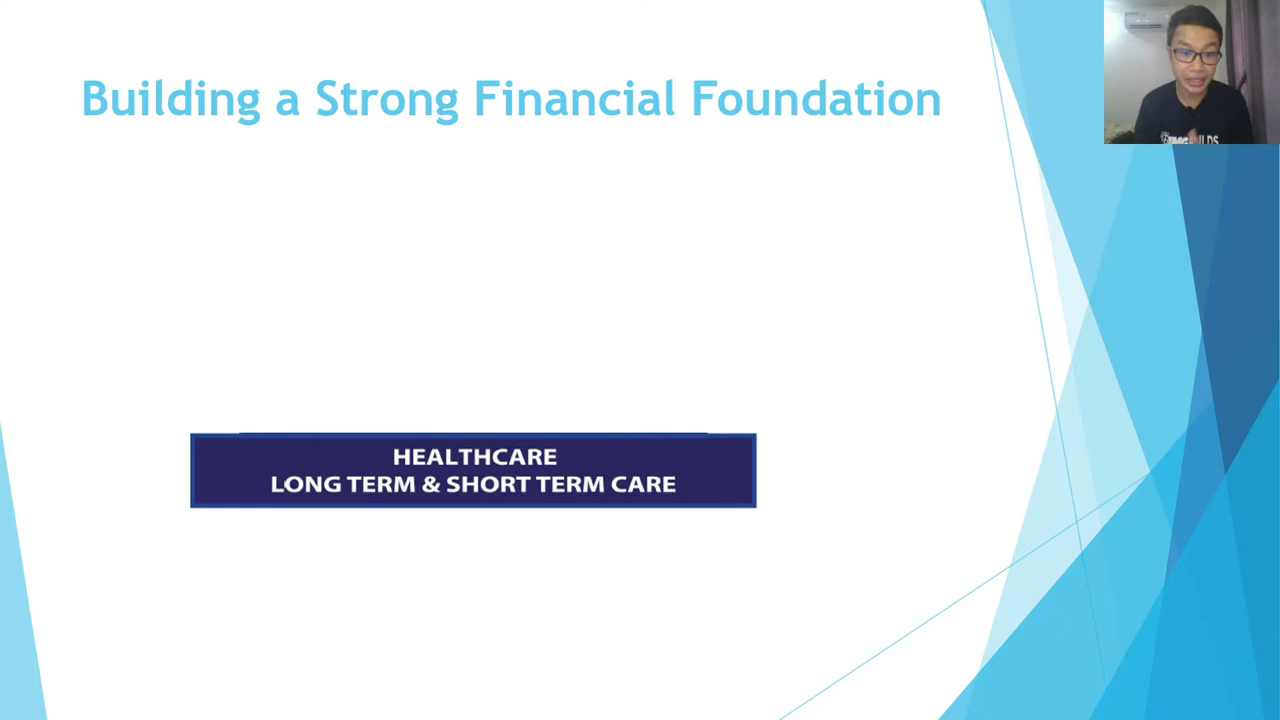 Building a Strong Financial Foundation
HEALTHCARE
LONG TERM & SHORT TERM CARE